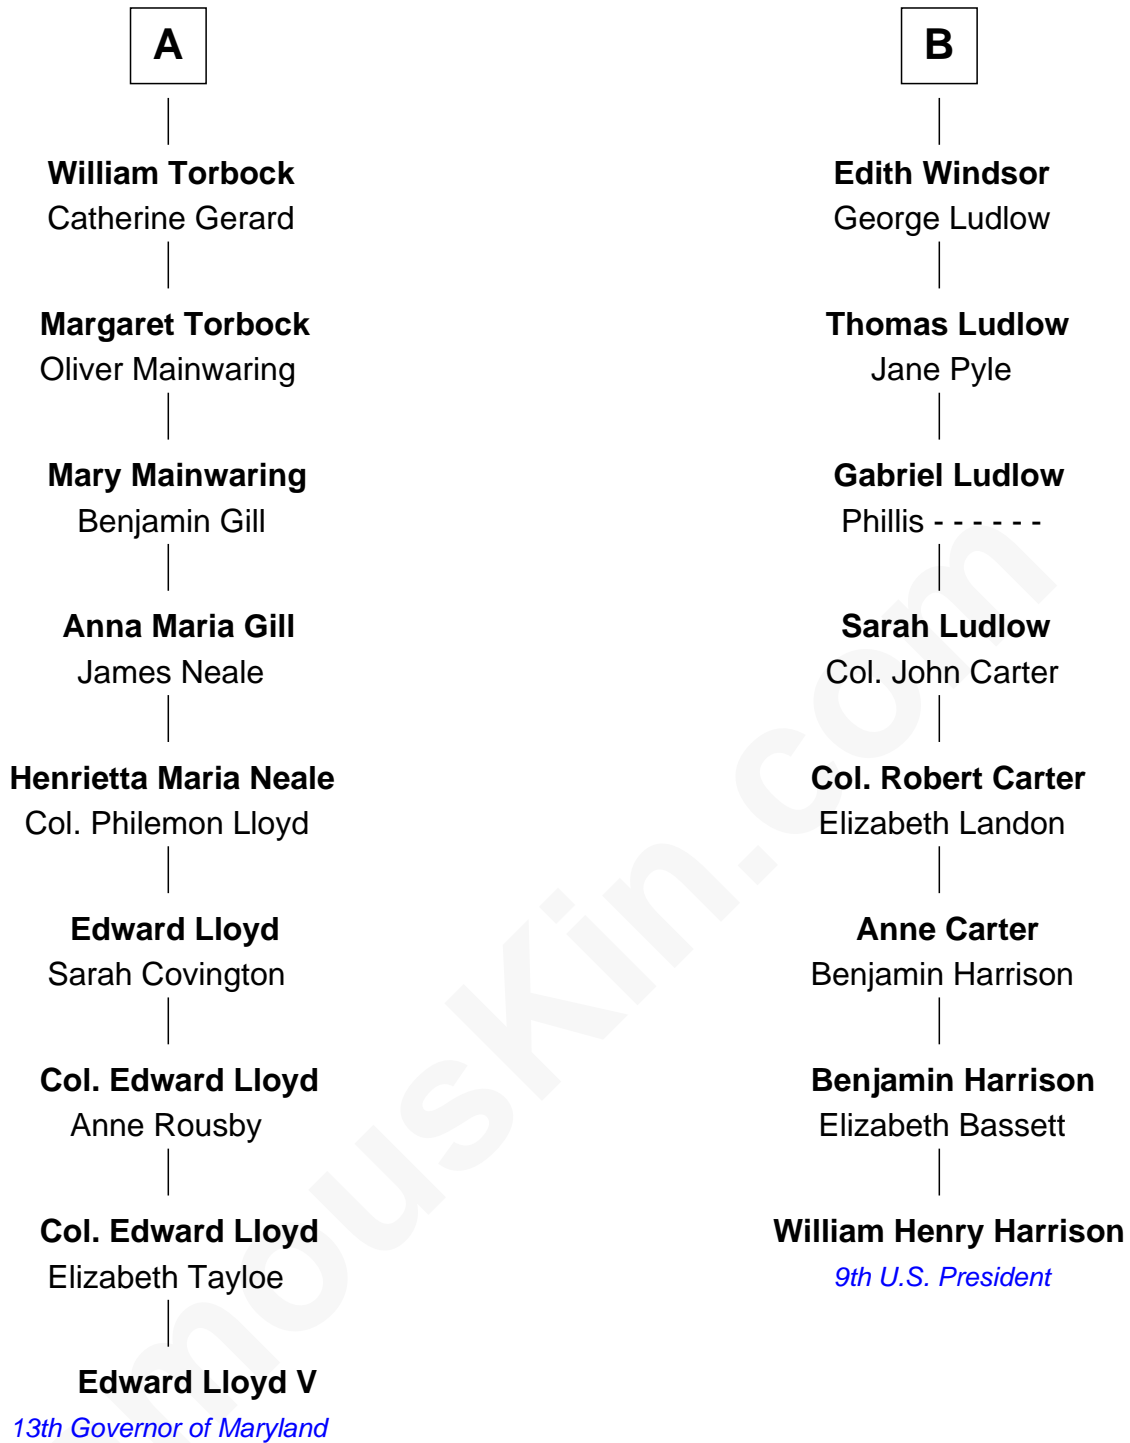 A
William Torbock
Catherine Gerard
Margaret Torbock
Oliver Mainwaring
Mary Mainwaring
Benjamin Gill
Anna Maria Gill
James Neale
Henrietta Maria Neale
Col. Philemon Lloyd
Edward Lloyd
Sarah Covington
Col. Edward Lloyd
Anne Rousby
Col. Edward Lloyd
Elizabeth Tayloe
Edward Lloyd V
13th Governor of Maryland
B
Edith Windsor
George Ludlow
Thomas Ludlow
Jane Pyle
Gabriel Ludlow
Phillis - - - - - -
Sarah Ludlow
Col. John Carter
Col. Robert Carter
Elizabeth Landon
Anne Carter
Benjamin Harrison
Benjamin Harrison
Elizabeth Bassett
William Henry Harrison
9th U.S. President
mouskin.com